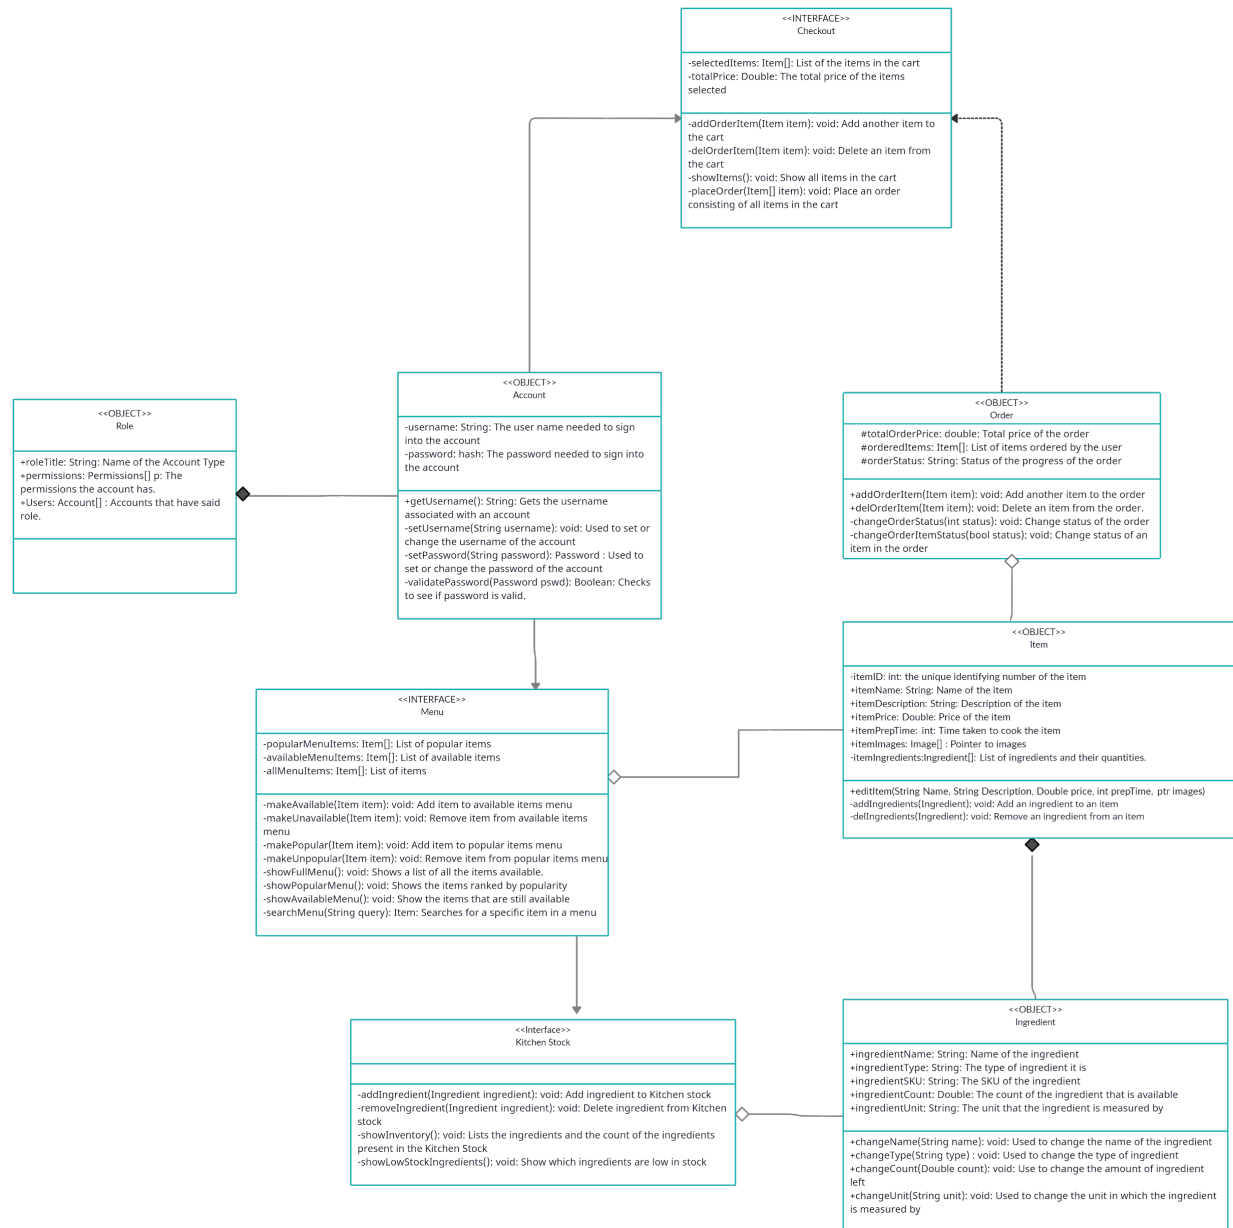 <<INTERFACE>>
Checkout
-selectedItems: Item[]: List of the items in the cart
-totalPrice: Double: The total price of the items
selected
-addOrderItem(Item item): void: Add another item to
the cart
-delOrderItem(Item item): void: Delete an item from
the cart
-showItems(): void: Show all items in the cart
-placeOrder(Item[] item): void: Place an order
consisting of all items in the cart
<<OBJECT>>
Role
+roleTitle: String: Name of the Account Type
+permissions: Permissions[] p: The
permissions the account has.
+Users: Account[] : Accounts that have said
role.
<<OBJECT>>
Account
-username: String: The user name needed to sign
into the account
-password: hash: The password needed to sign into
the account
+getUsername(): String: Gets the username
associated with an account
-setUsername(String username): void: Used to set or
change the username of the account
-setPassword(String password): Password : Used to
set or change the password of the account
-validatePassword(Password pswd): Boolean: Checks
to see if password is valid.
<<OBJECT>>
Order
#totalOrderPrice: double: Total price of the order
#orderedItems: Item[]: List of items ordered by the user
#orderStatus: String: Status of the progress of the order
+addOrderItem(Item item): void: Add another item to the order
+delOrderItem(Item item): void: Delete an item from the order.
-changeOrderStatus(int status): void: Change status of the order
-changeOrderItemStatus(bool status): void: Change status of an
item in the order
<<OBJECT>>
Item
-itemID: int: the unique identifying number of the item
+itemName: String: Name of the item
+itemDescription: String: Description of the item
+itemPrice: Double: Price of the item
+itemPrepTime: int: Time taken to cook the item
+itemImages: Image[] : Pointer to images
-itemIngredients:Ingredient[]: List of ingredients and their quantities.
+editItem(String Name, String Description, Double price, int prepTime, ptr images)
-addIngredients(Ingredient): void: Add an ingredient to an item
-delIngredients(Ingredient): void: Remove an ingredient from an item
<<INTERFACE>>
Menu
-popularMenuItems: Item[]: List of popular items
-availableMenuItems: Item[]: List of available items
-allMenuItems: Item[]: List of items
-makeAvailable(Item item): void: Add item to available items menu
-makeUnavailable(Item item): void: Remove item from available items
menu
-makePopular(Item item): void: Add item to popular items menu
-makeUnpopular(Item item): void: Remove item from popular items menu
-showFullMenu(): void: Shows a list of all the items available.
-showPopularMenu(): void: Shows the items ranked by popularity
-showAvailableMenu(): void: Show the items that are still available
-searchMenu(String query): Item: Searches for a specific item in a menu
<<Interface>>
Kitchen Stock
-addIngredient(Ingredient ingredient): void: Add ingredient to Kitchen stock
-removeIngredient(Ingredient ingredient): void: Delete ingredient from Kitchen
stock
-showInventory(): void: Lists the ingredients and the count of the ingredients
present in the Kitchen Stock
-showLowStockIngredients(): void: Show which ingredients are low in stock
<<OBJECT>>
Ingredient
+ingredientName: String: Name of the ingredient
+ingredientType: String: The type of ingredient it is
+ingredientSKU: String: The SKU of the ingredient
+ingredientCount: Double: The count of the ingredient that is available
+ingredientUnit: String: The unit that the ingredient is measured by
+changeName(String name): void: Used to change the name of the ingredient
+changeType(String type) : void: Used to change the type of ingredient
+changeCount(Double count): void: Use to change the amount of ingredient
left
+changeUnit(String unit): void: Used to change the unit in which the ingredient
is measured by